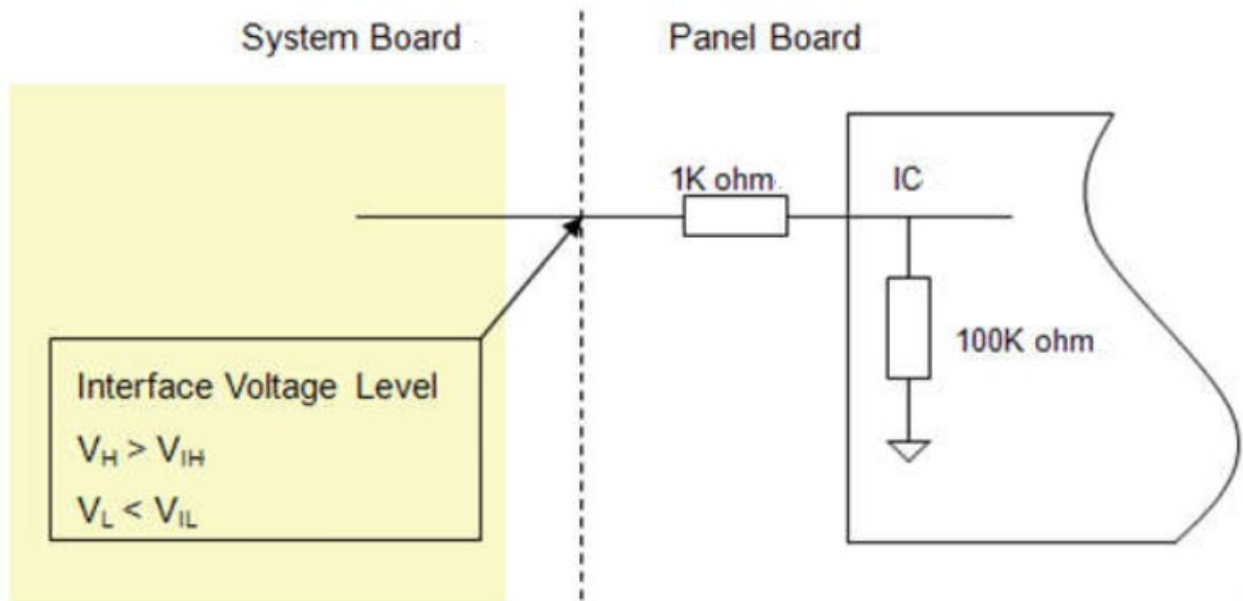 System Board
Panel Board
1K ohm
IC
100K ohm
Interface Voltage Level
V_H > V_IH
V_L < V_IL